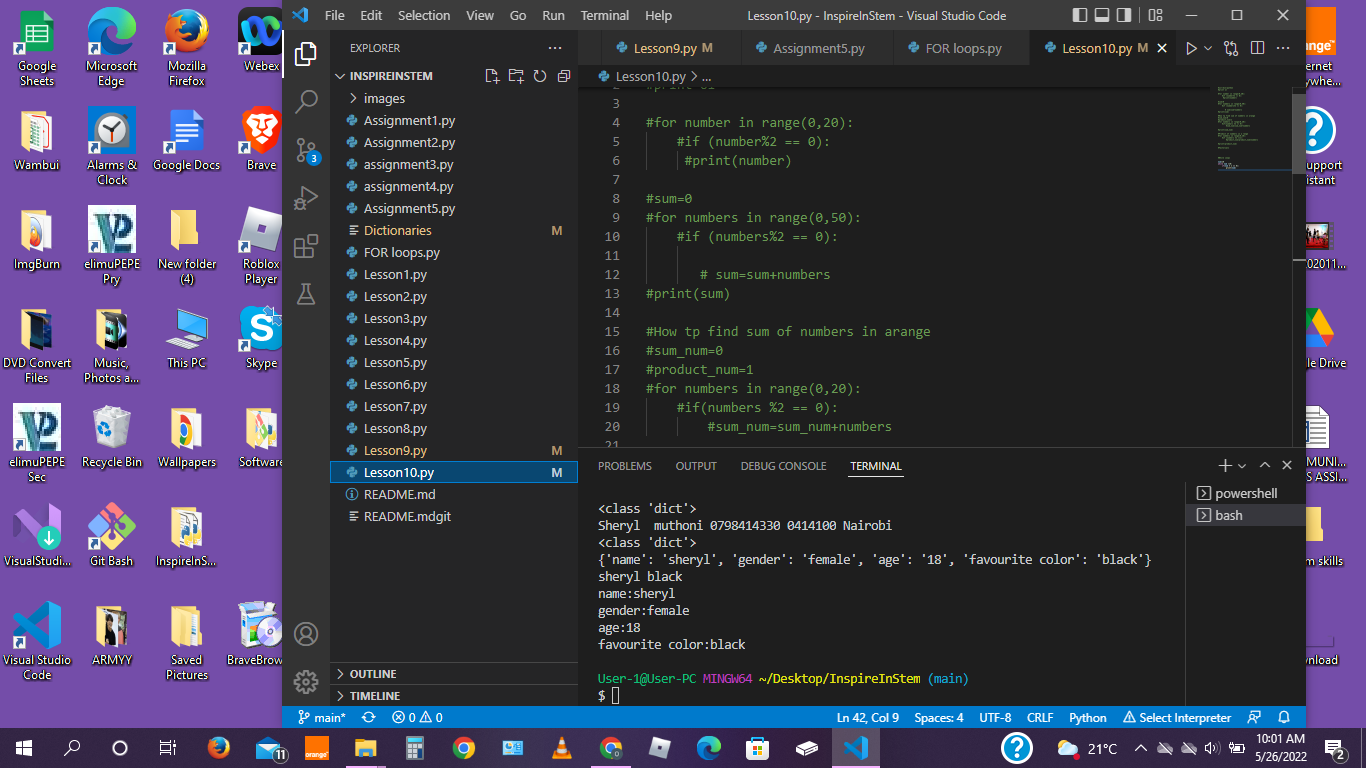 File Edit Selection View Go Run Terminal Help
Lesson10.py - InspireInStem - Visual Studio Code
EXPLORER
INSPIREINSTEM
images
Assignment1.py
Assignment2.py
assignment3.py
assignment4.py
Assignment5.py
Dictionaries M
FOR loops.py
Lesson1.py
Lesson2.py
Lesson3.py
Lesson4.py
Lesson5.py
Lesson6.py
Lesson7.py
Lesson8.py
Lesson9.py M
Lesson10.py M
README.md
README.mdgit
OUTLINE
TIMELINE
3
Lesson9.py M Assignment5.py FOR loops.py Lesson10.py M
Lesson10.py > ...
3
4 #for number in range(0,20):
5 #if (number%2 == 0):
6 #print(number)
7
8 #sum=0
9 #for numbers in range(0,50):
10 #if (numbers%2 == 0):
11
12 # sum=sum+numbers
13 #print(sum)
14
15 #How tp find sum of numbers in arange
16 #sum_num=0
17 #product_num=1
18 #for numbers in range(0,20):
19 #if(numbers %2 == 0):
20 #sum_num=sum_num+numbers
21
PROBLEMS OUTPUT DEBUG CONSOLE TERMINAL
powershell
bash
<class 'dict'>
Sheryl  muthoni 0798414330 0414100 Nairobi
<class 'dict'>
{'name': 'sheryl', 'gender': 'female', 'age': '18', 'favourite color': 'black'}
sheryl black
name:sheryl
gender:female
age:18
favourite color:black
User-1@User-PC MINGW64 ~/Desktop/InspireInStem (main)
$
main* 0 0 Ln 42, Col 9 Spaces: 4 UTF-8 CRLF Python Select Interpreter
Google Sheets
Microsoft Edge
Mozilla Firefox
Webex
Wambui
Alarms & Clock
Google Docs
Brave
ImgBurn
elimuPEPE Pry
New folder (4)
Roblox Player
DVD Convert Files
Music, Photos a...
This PC
Skype
elimuPEPE Sec
Recycle Bin
Wallpapers
Software
VisualStudi...
Git Bash
InspireInS...
Visual Studio Code
ARMYY
Saved Pictures
BraveBrow
orange
11
21°C
10:01 AM
5/26/2022
2